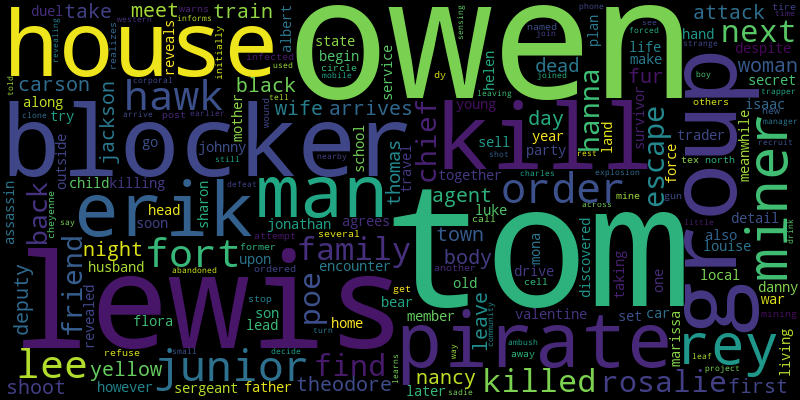 duel take meet train albert owen attack
western warns informs
house reveals state plan hand next
revealing realizes initially begin life despite
infected circle make dead woman
told used mobile joined service helen secret
carson hawk black wife arrives hanna fur isaac
along corporal tell sensing dy leaving named join phone
try jackson mother wound young forced see boy
outside blocker kill group others
clone arrive post earlier strange trapper
go johnny school chief day year survivor trader meanwhile
still nearby thomas travel sell land escape force new manager recruit
child killing together party shot rest tex north
assassin back erik man agent order miner
cheyenne say soon head sharon jonathan agrees luke call charles explosion across mine gun
defeat attempt several little detail
night fort family town mona discovered also louise
friend husband upon former encounter body drive taking one local
abandoned ordered another cell danny
deputy revealed lewis poe tom war
flora son bear old leave set car mining
stop get member valentine drink
lead home turn community pirate marissa
lee refuse small decide way ambush away rey
yellow junior find learns nancy leaf project living
shoot however sergeant father theodore later sadie killed rosalie first
tire time